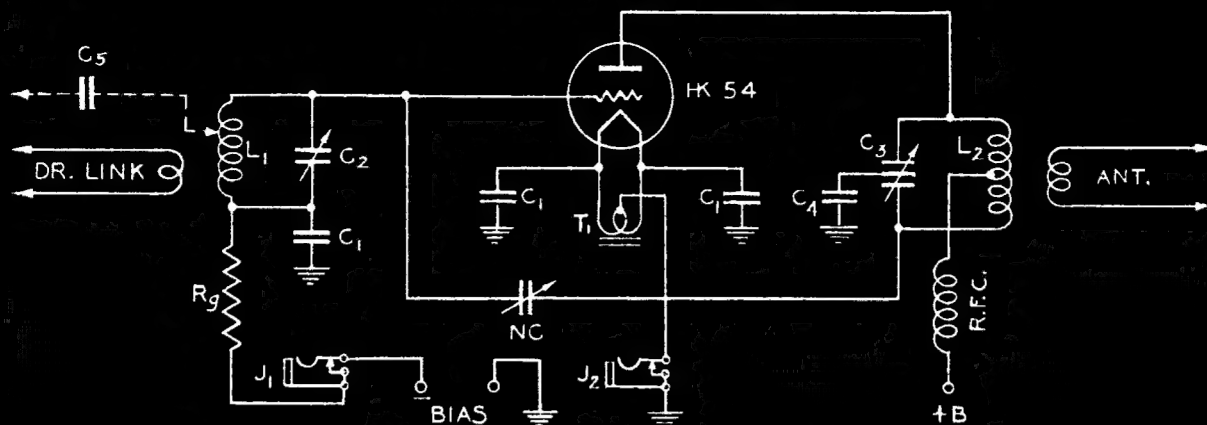 C5
HK 54
L1
C2
C3
L2
DR. LINK
ANT.
C1
C1
C1
C4
T1
Rg
NC
R.F.C.
J1
J2
BIAS
+B